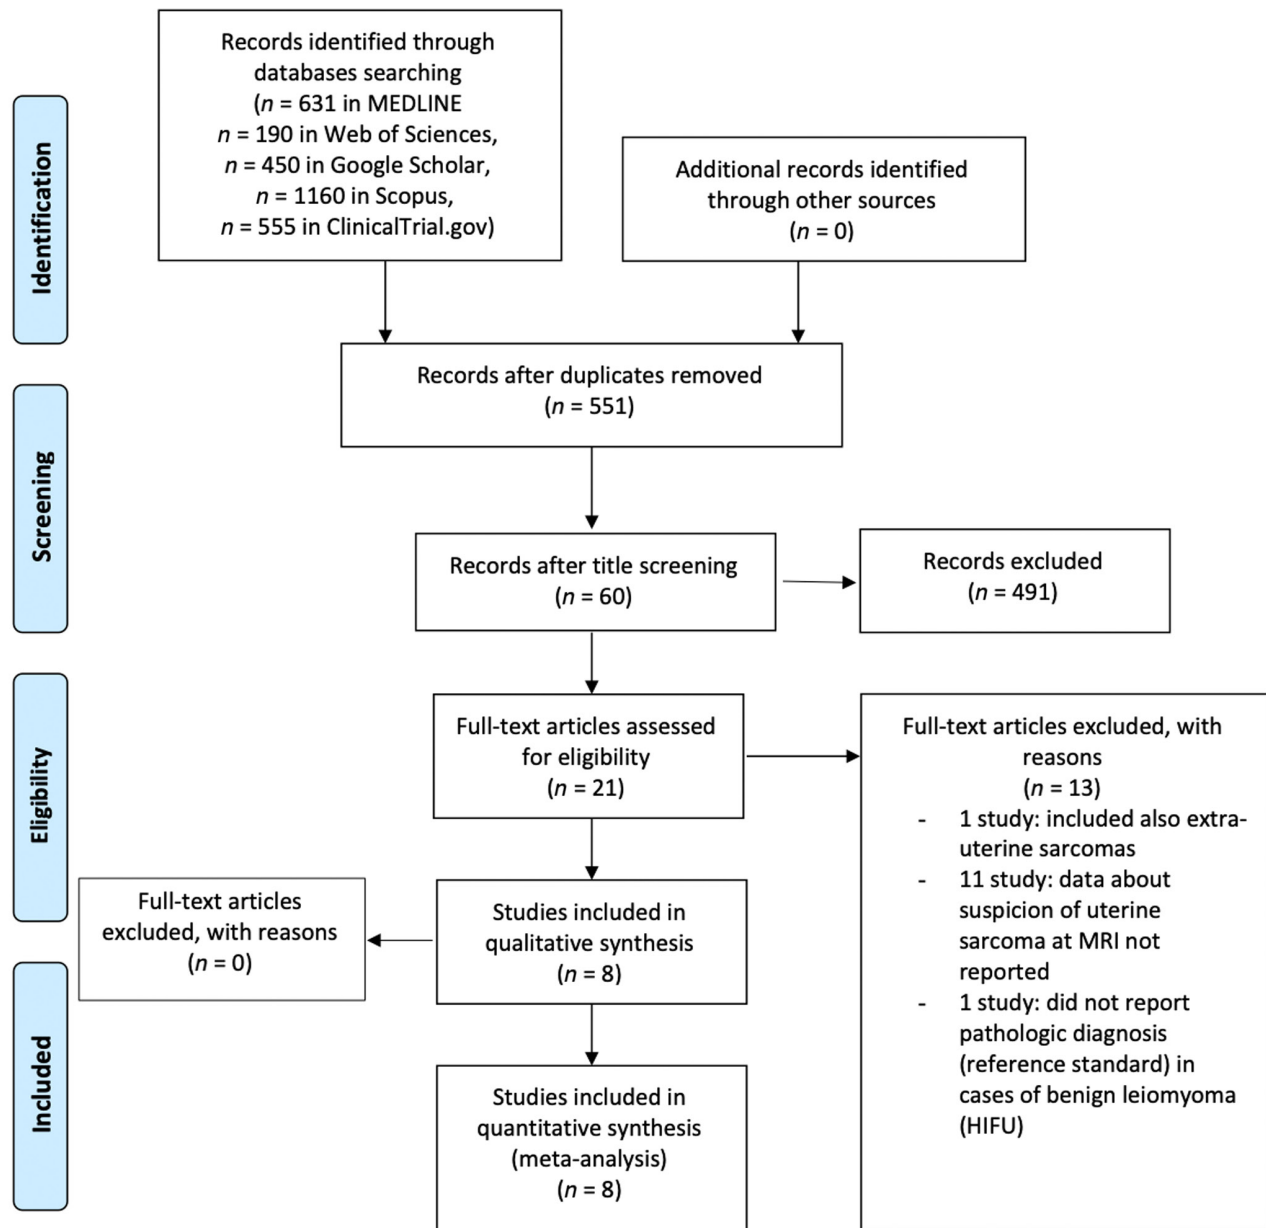 Identification
Records identified through
databases searching
(n = 631 in MEDLINE
n = 190 in Web of Sciences,
n = 450 in Google Scholar,
n = 1160 in Scopus,
n = 555 in ClinicalTrial.gov)
Additional records identified
through other sources
(n = 0)
Records after duplicates removed
(n = 551)
Screening
Records after title screening
(n = 60)
Records excluded
(n = 491)
Eligibility
Full-text articles assessed
for eligibility
(n = 21)
Full-text articles excluded, with
reasons
(n = 13)
- 1 study: included also extra-
uterine sarcomas
- 11 study: data about
suspicion of uterine
sarcoma at MRI not
reported
- 1 study: did not report
pathologic diagnosis
(reference standard) in
cases of benign leiomyoma
(HIFU)
Full-text articles
excluded, with reasons
(n = 0)
Studies included in
qualitative synthesis
(n = 8)
Included
Studies included in
quantitative synthesis
(meta-analysis)
(n = 8)